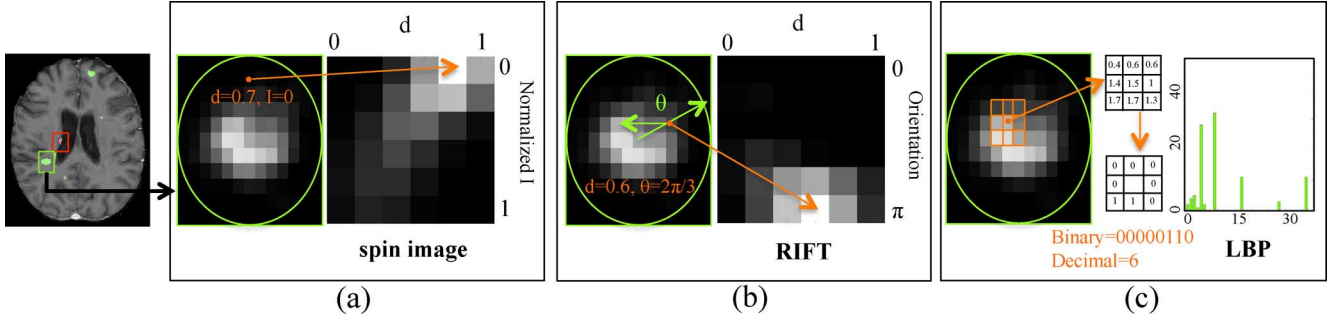 d
0 1
0
Normalized I
1
d=0.7, I=0
spin image
(a)
d
0 1
0
Orientation
π
θ
d=0.6, θ=2π/3
RIFT
(b)
0.4 0.6 0.6
1.4 1.5 1
1.7 1.7 1.3
0 0 0
0 0
1 1 0
Binary=00000110
Decimal=6
40
20
0
0 15 30
LBP
(c)